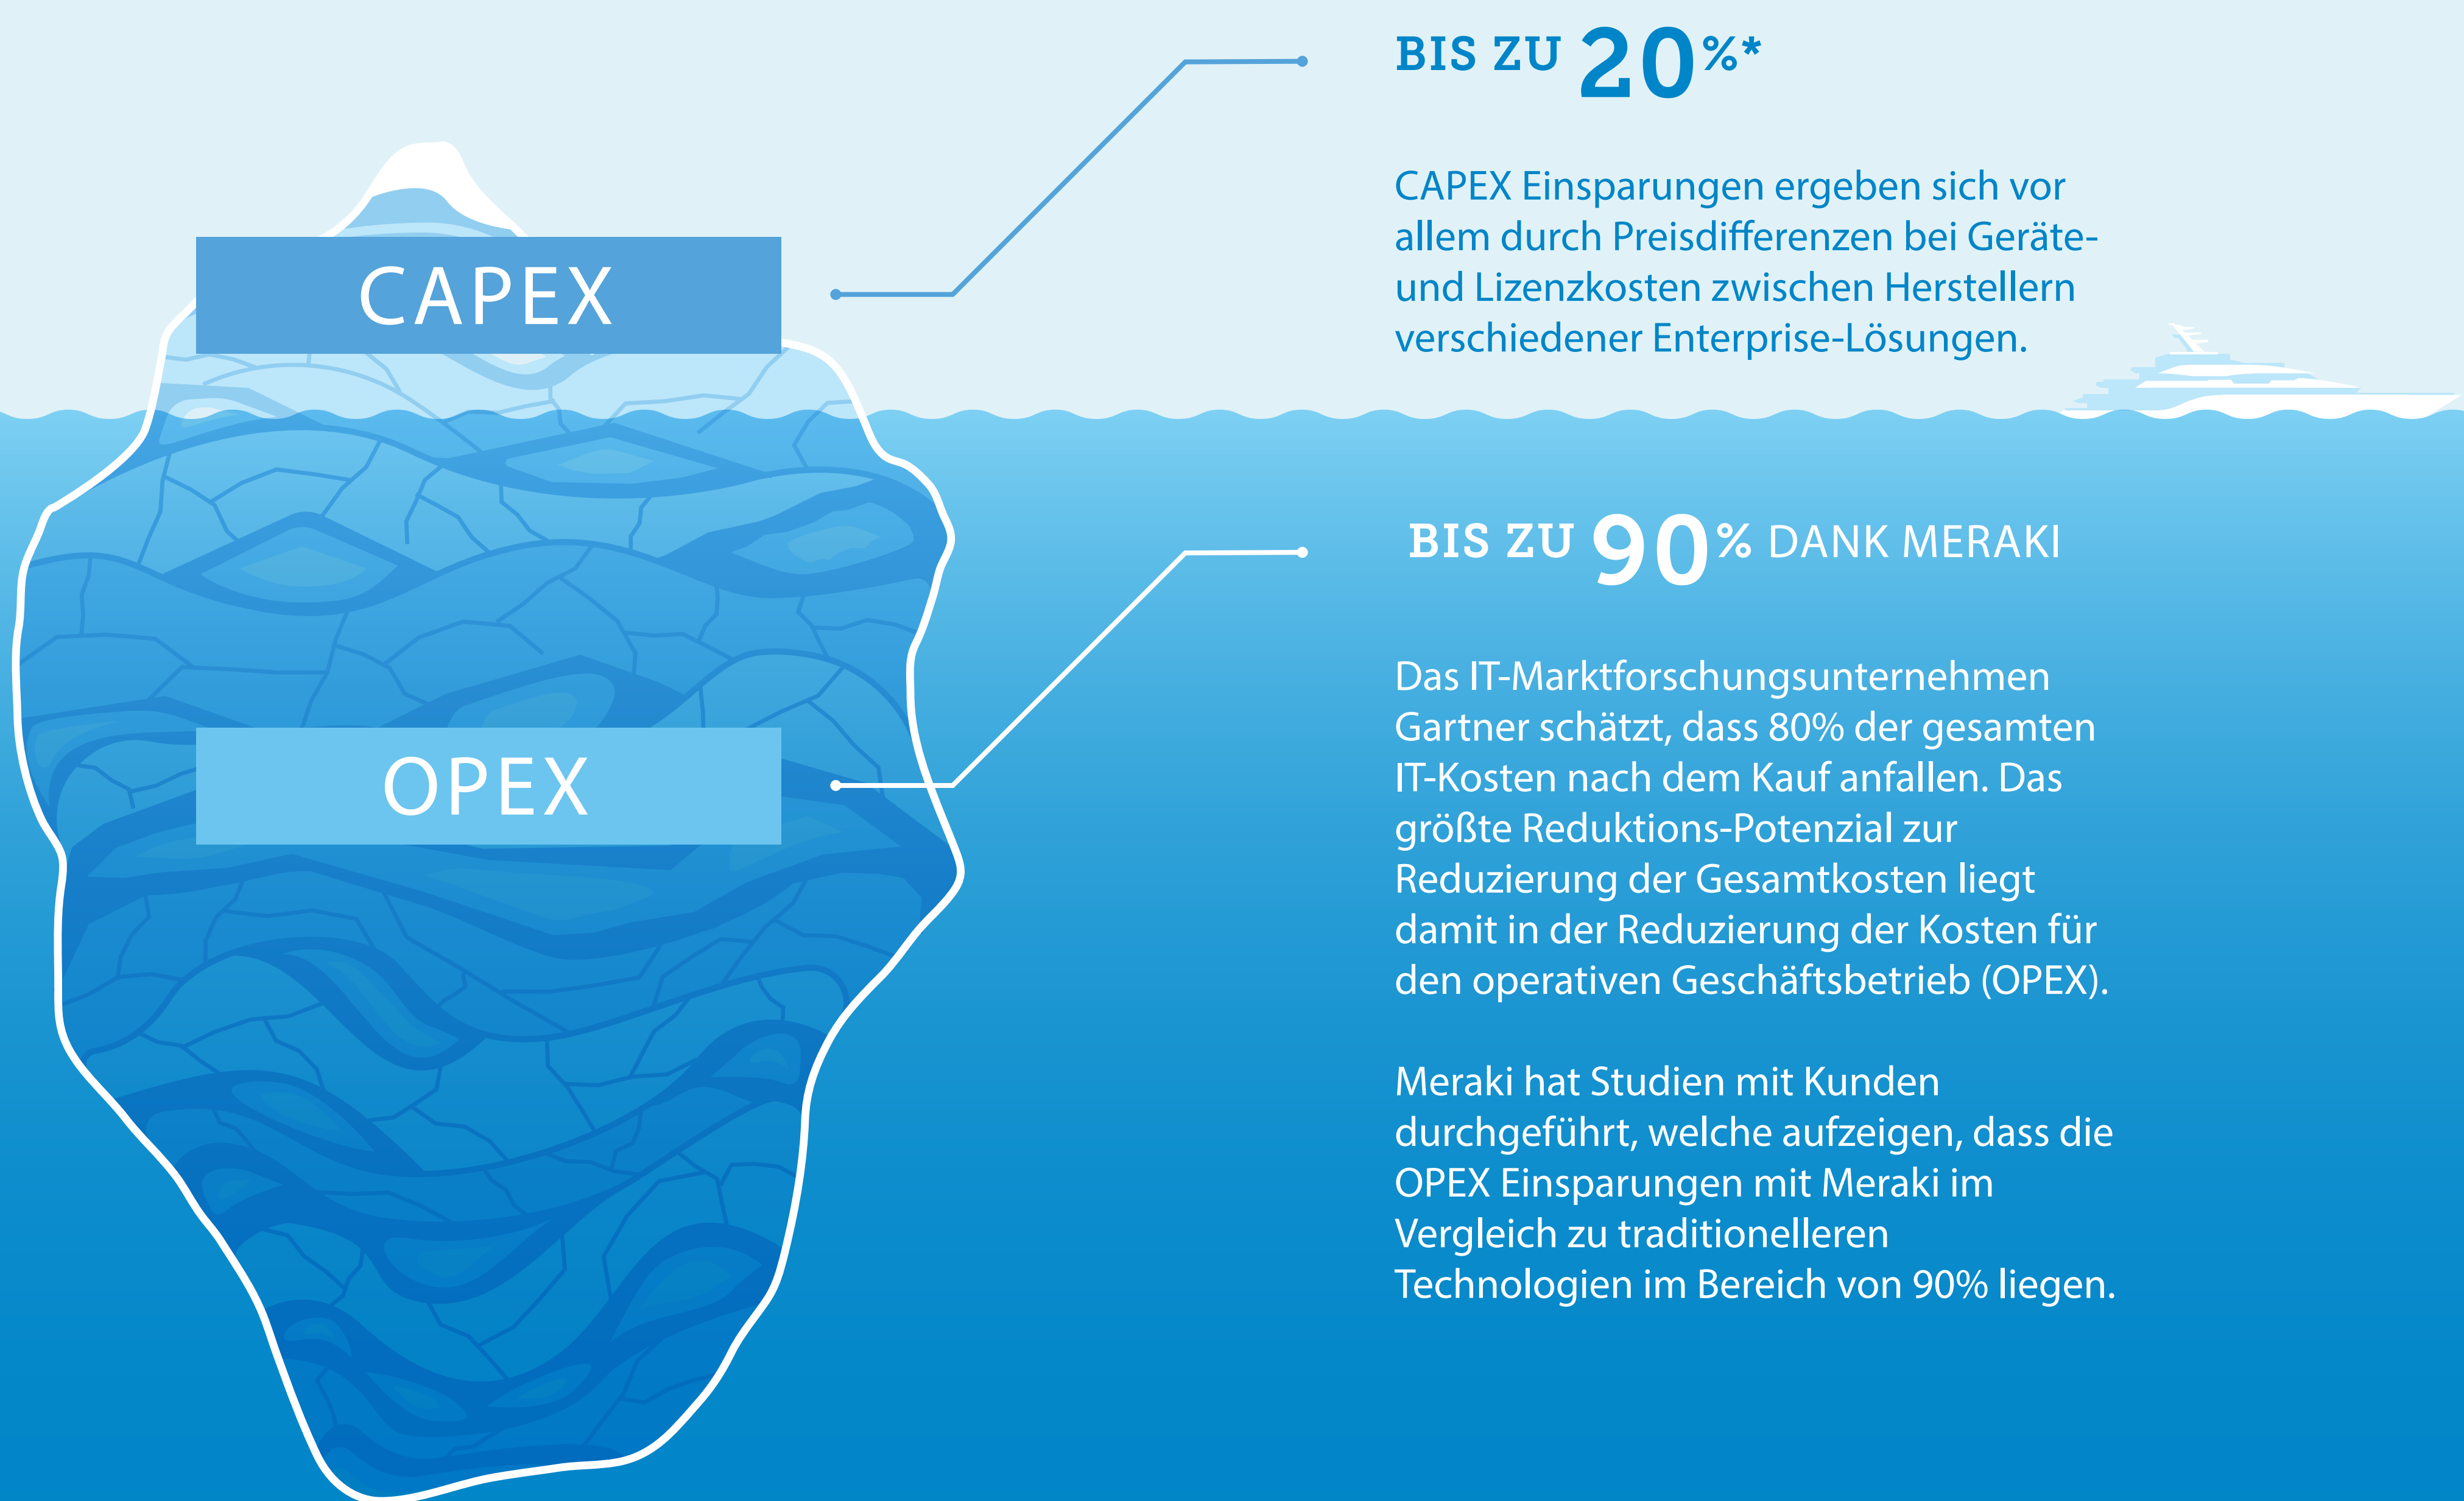 BIS ZU 20%*
CAPEX
CAPEX Einsparungen ergeben sich vor
allem durch Preisdifferenzen bei Geräte-
und Lizenzkosten zwischen Herstellern
verschiedener Enterprise-Lösungen.
BIS ZU 90% DANK MERAKI
OPEX
Das IT-Marktforschungsunternehmen
Gartner schätzt, dass 80% der gesamten
IT-Kosten nach dem Kauf anfallen. Das
größte Reduktions-Potenzial zur
Reduzierung der Gesamtkosten liegt
damit in der Reduzierung der Kosten für
den operativen Geschäftsbetrieb (OPEX).
Meraki hat Studien mit Kunden
durchgeführt, welche aufzeigen, dass die
OPEX Einsparungen mit Meraki im
Vergleich zu traditionelleren
Technologien im Bereich von 90% liegen.